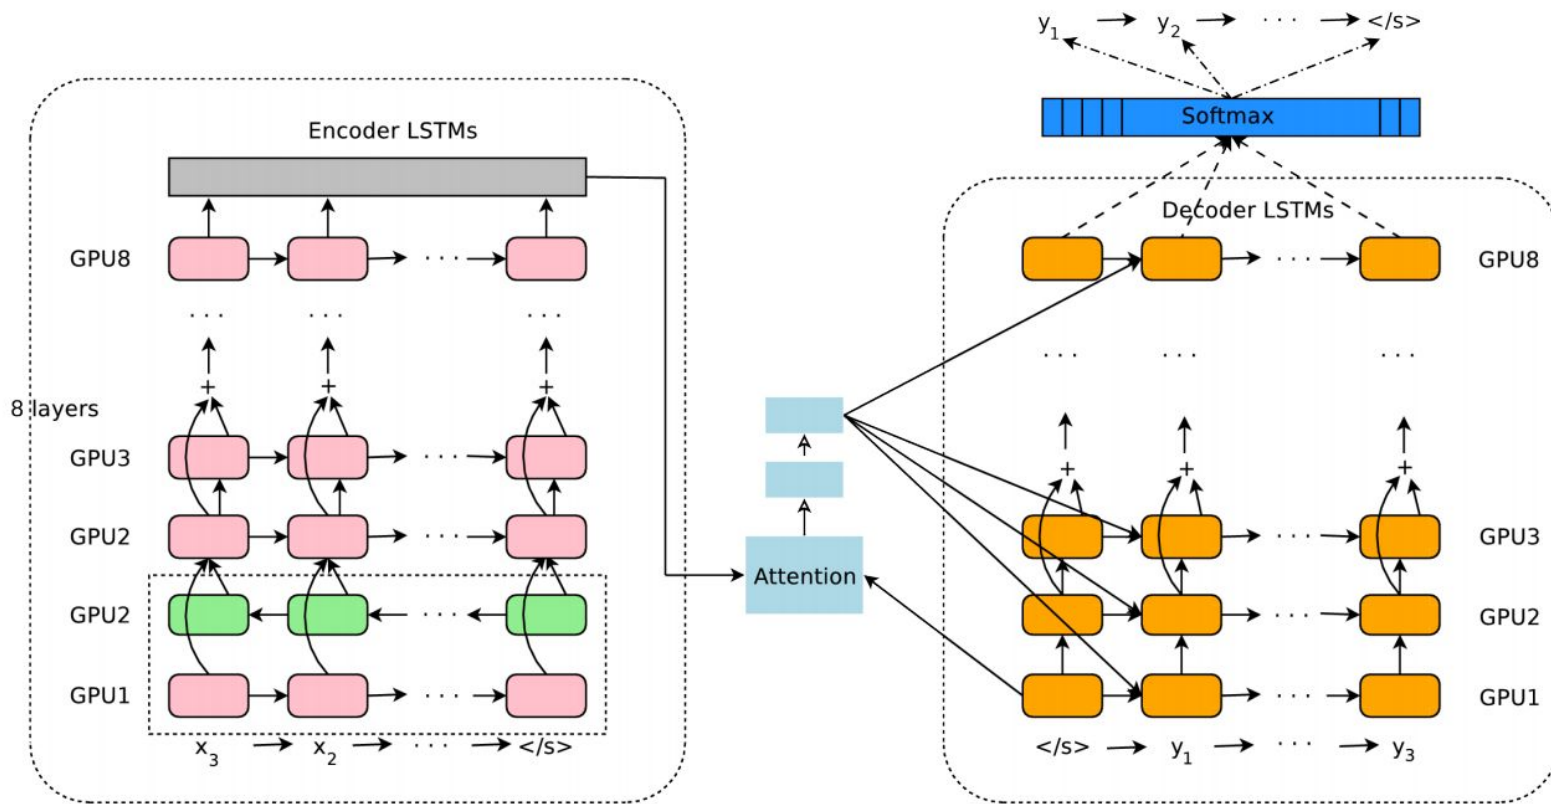 y1 y2 · · · </s>
Softmax
Encoder LSTMs
GPU8 · · ·
· · · · · · · · ·
+ + +
8 layers
GPU3 · · ·
GPU2 · · ·
GPU2 · · ·
GPU1 · · ·
x3 x2 · · · </s>
Attention
Decoder LSTMs
· · · GPU8
· · · · · · · · ·
+ + +
· · · GPU3
· · · GPU2
· · · GPU1
</s> y1 · · · y3